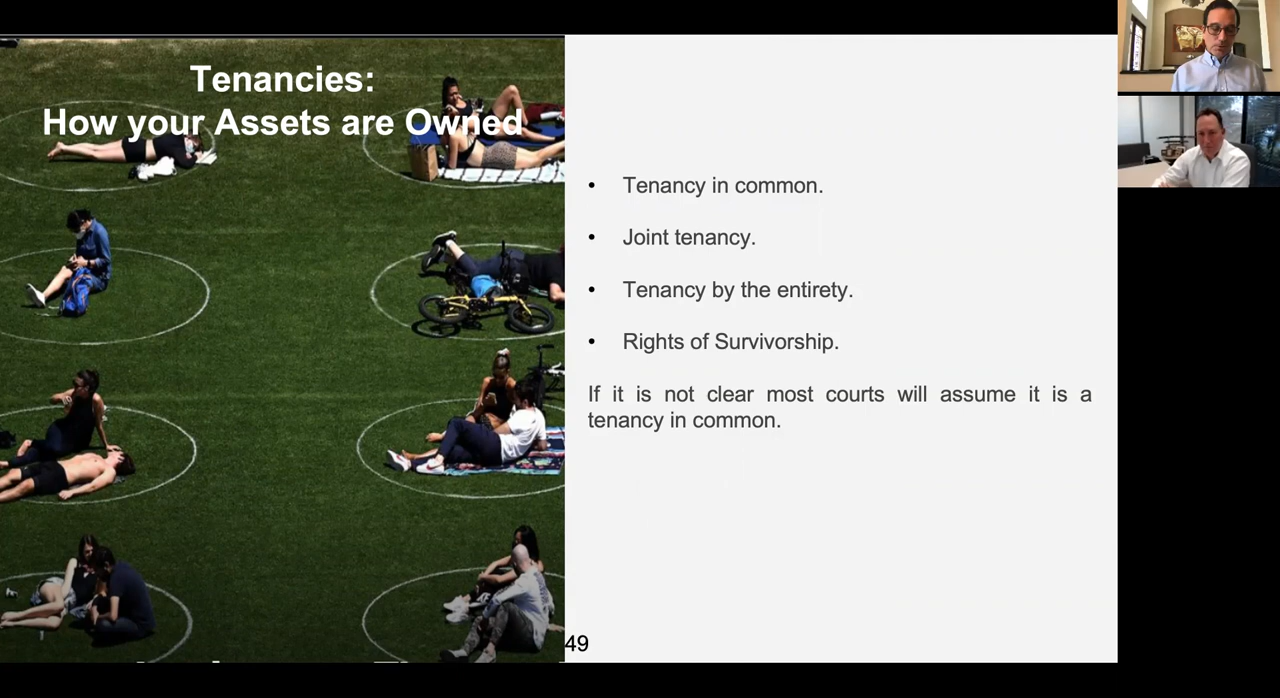 Tenancies:
How your Assets are Owned
• Tenancy in common.
• Joint tenancy.
• Tenancy by the entirety.
• Rights of Survivorship.
If it is not clear most courts will assume it is a
tenancy in common.
49